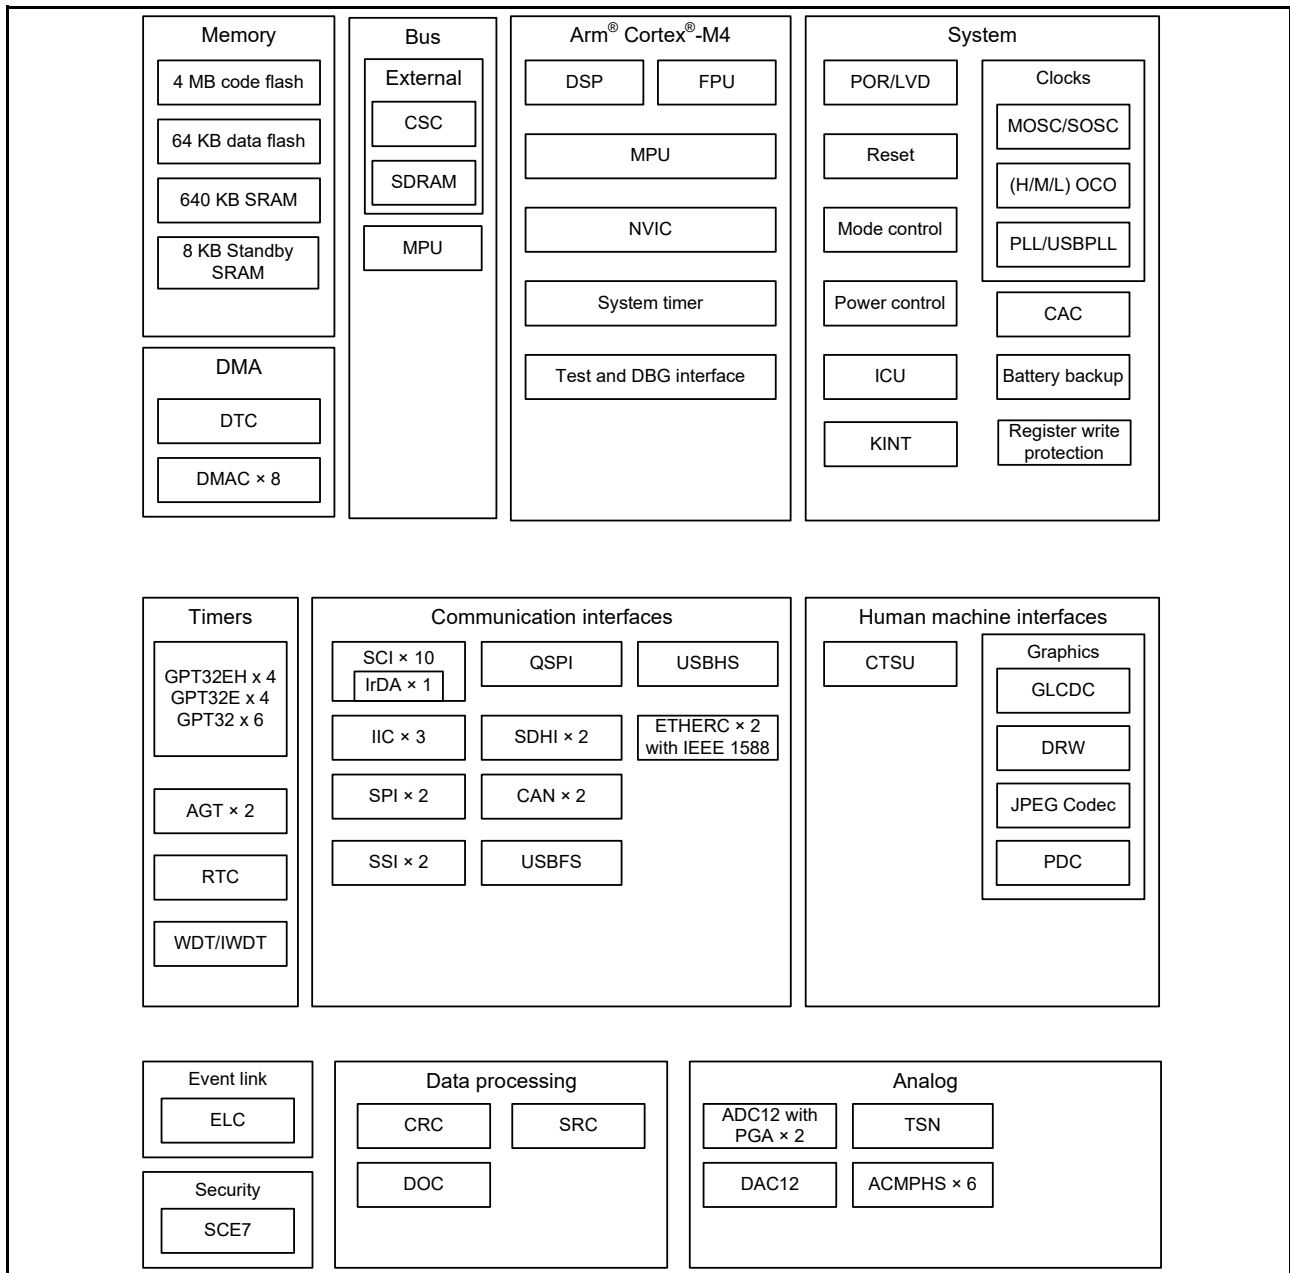 Memory
4 MB code flash
64 KB data flash
640 KB SRAM
8 KB Standby
SRAM
DMA
DTC
DMAC × 8
Bus
External
CSC
SDRAM
MPU
Arm® Cortex®-M4
DSP
FPU
MPU
NVIC
System timer
Test and DBG interface
System
POR/LVD
Reset
Mode control
Power control
ICU
KINT
Clocks
MOSC/SOSC
(H/M/L) OCO
PLL/USBPLL
CAC
Battery backup
Register write
protection
Timers
GPT32EH x 4
GPT32E x 4
GPT32 x 6
AGT × 2
RTC
WDT/IWDT
Communication interfaces
SCI × 10
IrDA × 1
IIC × 3
SPI × 2
SSI × 2
QSPI
SDHI × 2
CAN × 2
USBFS
USBHS
ETHERC × 2
with IEEE 1588
Human machine interfaces
CTSU
Graphics
GLCDC
DRW
JPEG Codec
PDC
Event link
ELC
Security
SCE7
Data processing
CRC
SRC
DOC
Analog
ADC12 with
PGA × 2
TSN
DAC12
ACMPHS × 6